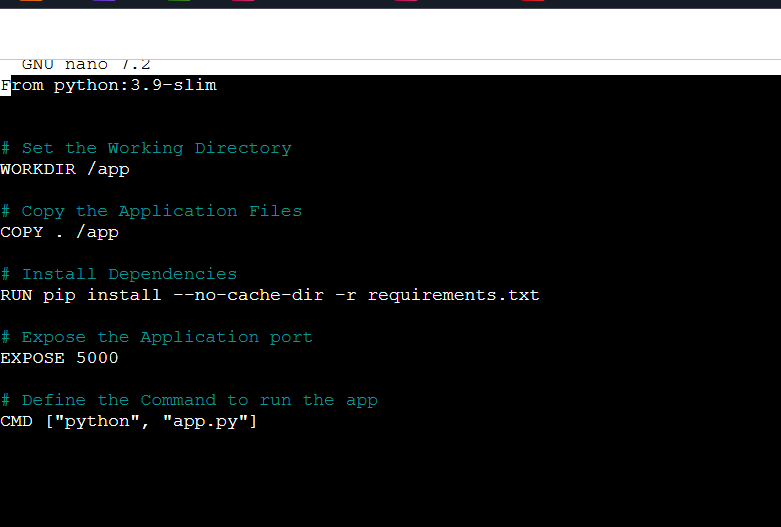 GNU nano 7.2
From python:3.9-slim
# Set the Working Directory
WORKDIR /app
# Copy the Application Files
COPY . /app
# Install Dependencies
RUN pip install --no-cache-dir -r requirements.txt
# Expose the Application port
EXPOSE 5000
# Define the Command to run the app
CMD ["python", "app.py"]